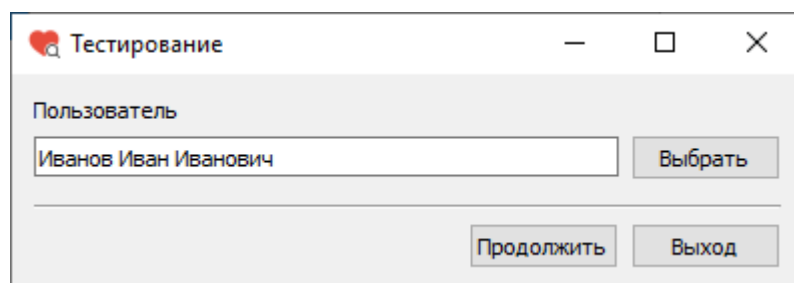 Тестирование
Пользователь
Иванов Иван Иванович Выбрать
Продолжить Выход